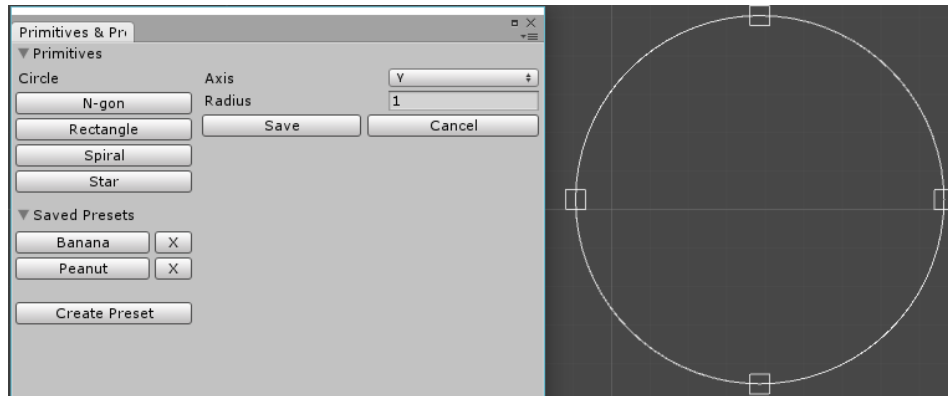 Primitives & Pr
Primitives
Circle
Axis
Y
N-gon
Radius
1
Rectangle
Save
Cancel
Spiral
Star
Saved Presets
Banana
X
Peanut
X
Create Preset